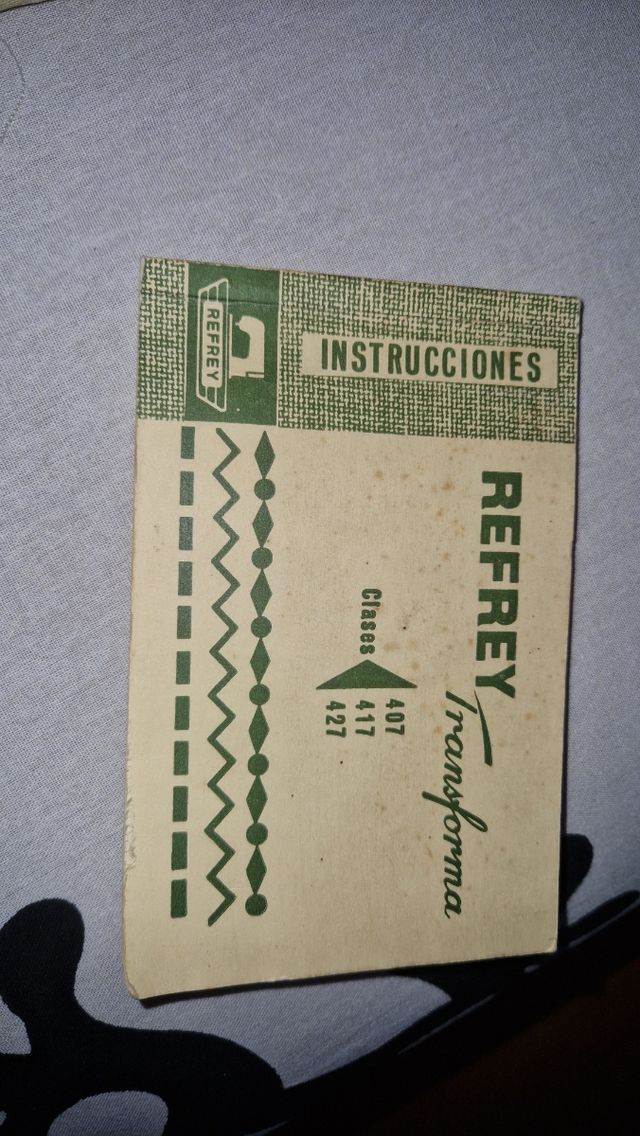 INSTRUCCIONES
REFREY
Transforma
Clases
407
417
427
REFREY